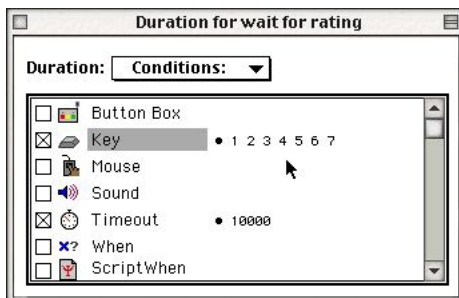 Duration for wait for rating
Duration: Conditions:
Button Box
Key • 1 2 3 4 5 6 7
Mouse
Sound
Timeout • 10000
X? When
ScriptWhen